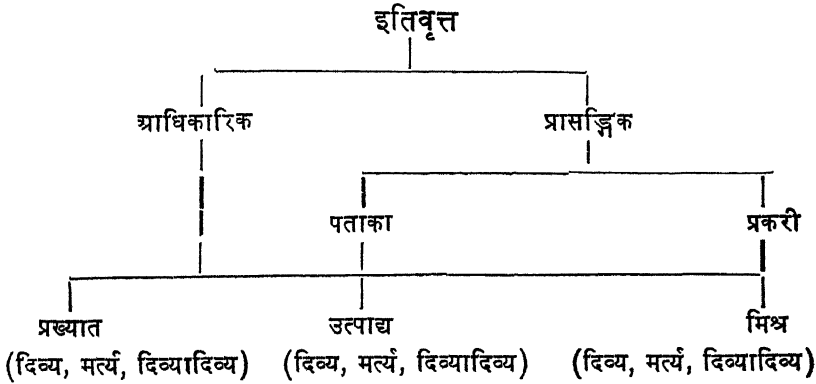 इतिवृत्त
आधिकारिक प्रासङ्गिक
पताका प्रकरी
प्रख्यात उत्पाद्य मिश्र
(दिव्य, मर्त्य, दिव्यादिव्य) (दिव्य, मर्त्य, दिव्यादिव्य) (दिव्य, मर्त्य, दिव्यादिव्य)